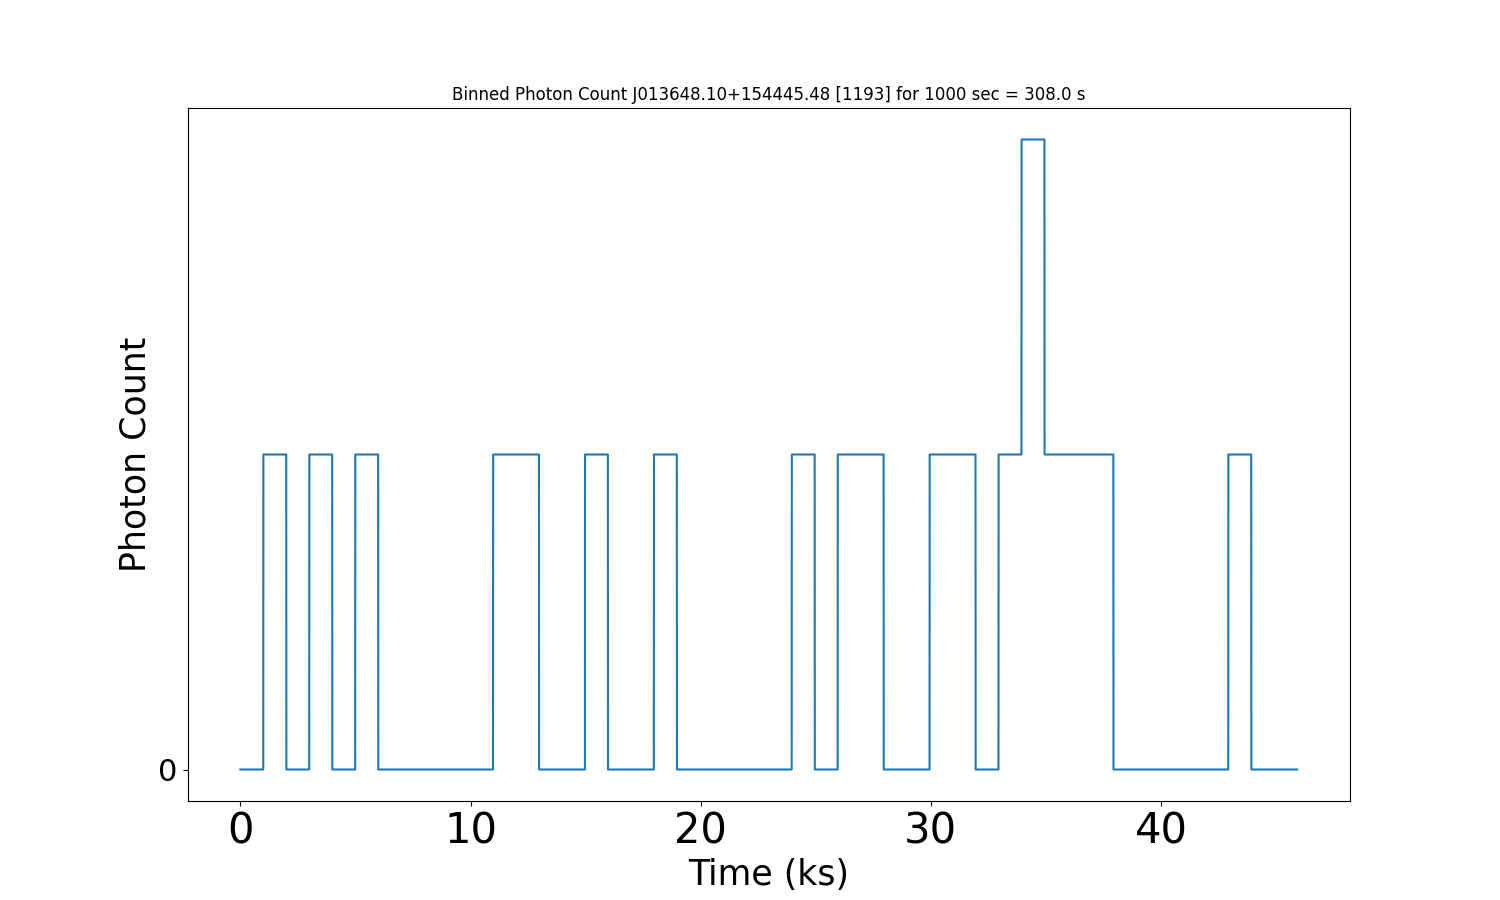 Binned Photon Count J013648.10+154445.48 [1193] for 1000 sec = 308.0 s
Photon Count
0
0 10 20 30 40
Time (ks)